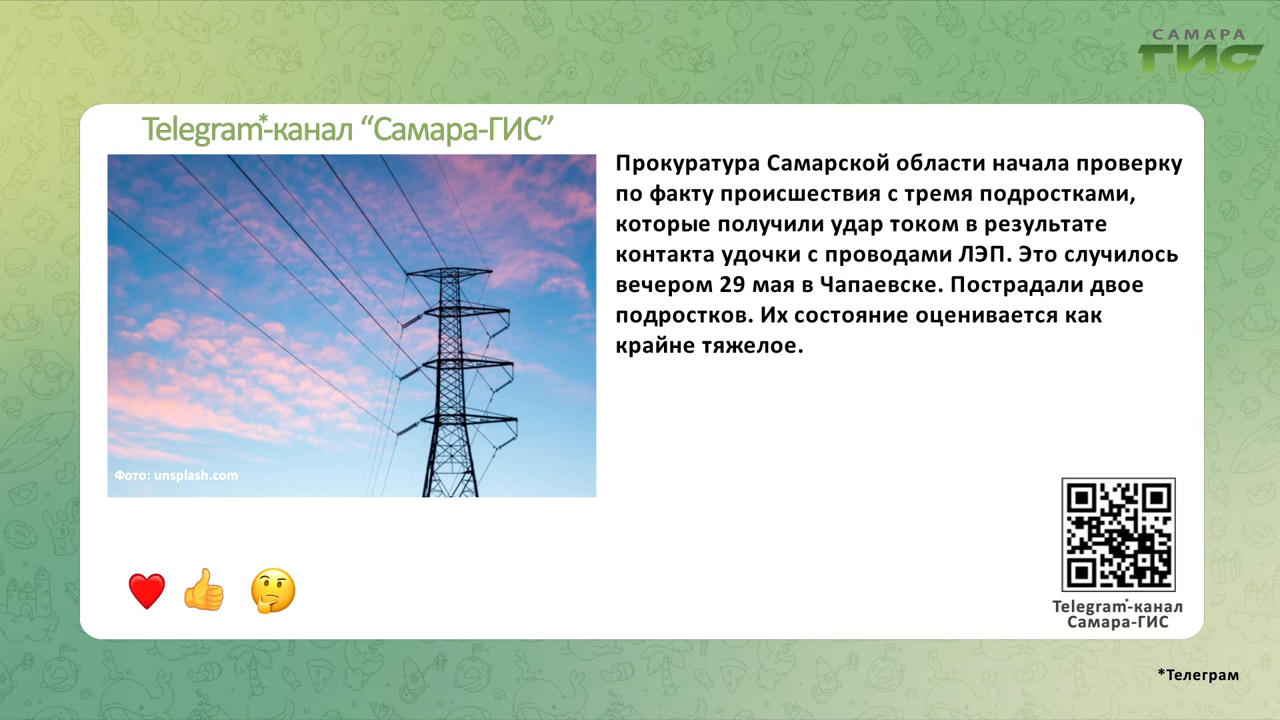 САМАРА
ГИС
Telegram*-канал “Самара-ГИС”
Прокуратура Самарской области начала проверку
по факту происшествия с тремя подростками,
которые получили удар током в результате
контакта удочки с проводами ЛЭП. Это случилось
вечером 29 мая в Чапаевске. Пострадали двое
подростков. Их состояние оценивается как
крайне тяжелое.
Фото: unsplash.com
Telegram*-канал
Самара-ГИС
*Телеграм